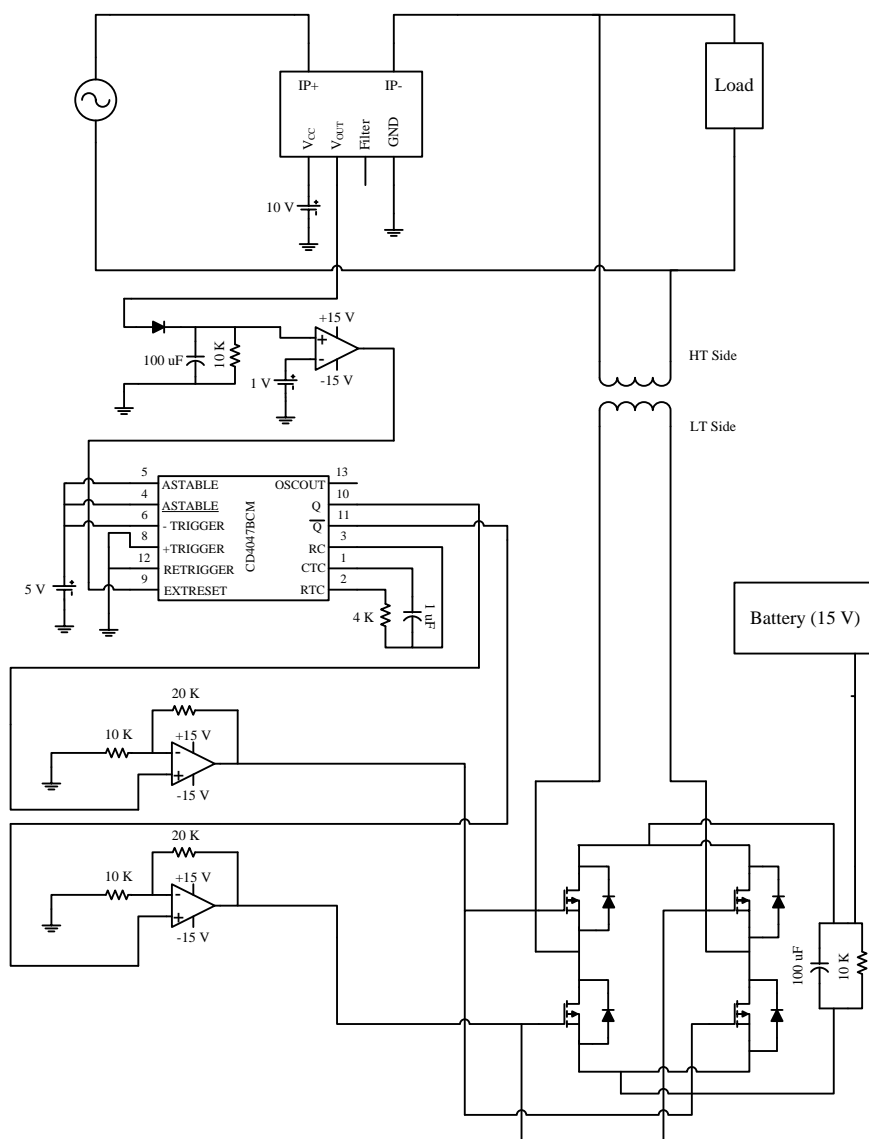 IP+
IP-
Load
VCC
VOUT
Filter
GND
10 V
+15 V
100 uF
10 K
+
-
1 V
-15 V
HT Side
LT Side
5
ASTABLE
OSCOUT
13
4
ASTABLE
Q
10
6
- TRIGGER
Q
11
8
+TRIGGER
RC
3
12
RETRIGGER
CTC
1
9
EXTRESET
RTC
2
CD4047BCM
5 V
4 K
1 uF
Battery (15 V)
20 K
10 K
+15 V
-
+
-15 V
20 K
10 K
+15 V
-
+
-15 V
100 uF
10 K